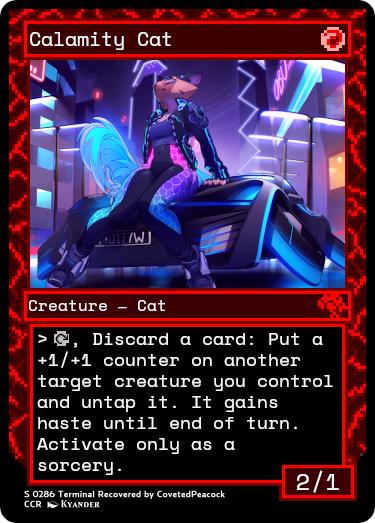 Calamity Cat
Creature – Cat
> , Discard a card: Put a
+1/+1 counter on another
target creature you control
and untap it. It gains
haste until end of turn.
Activate only as a
sorcery.
2/1
S 0286 Terminal Recovered by CovetedPeacock
CCR Kyander